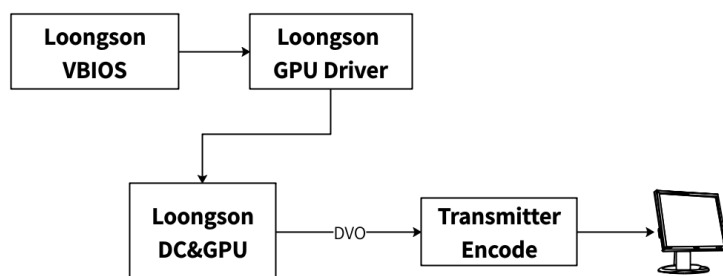 Loongson
VBIOS
Loongson
GPU Driver
Loongson
DC&GPU
DVO
Transmitter
Encode